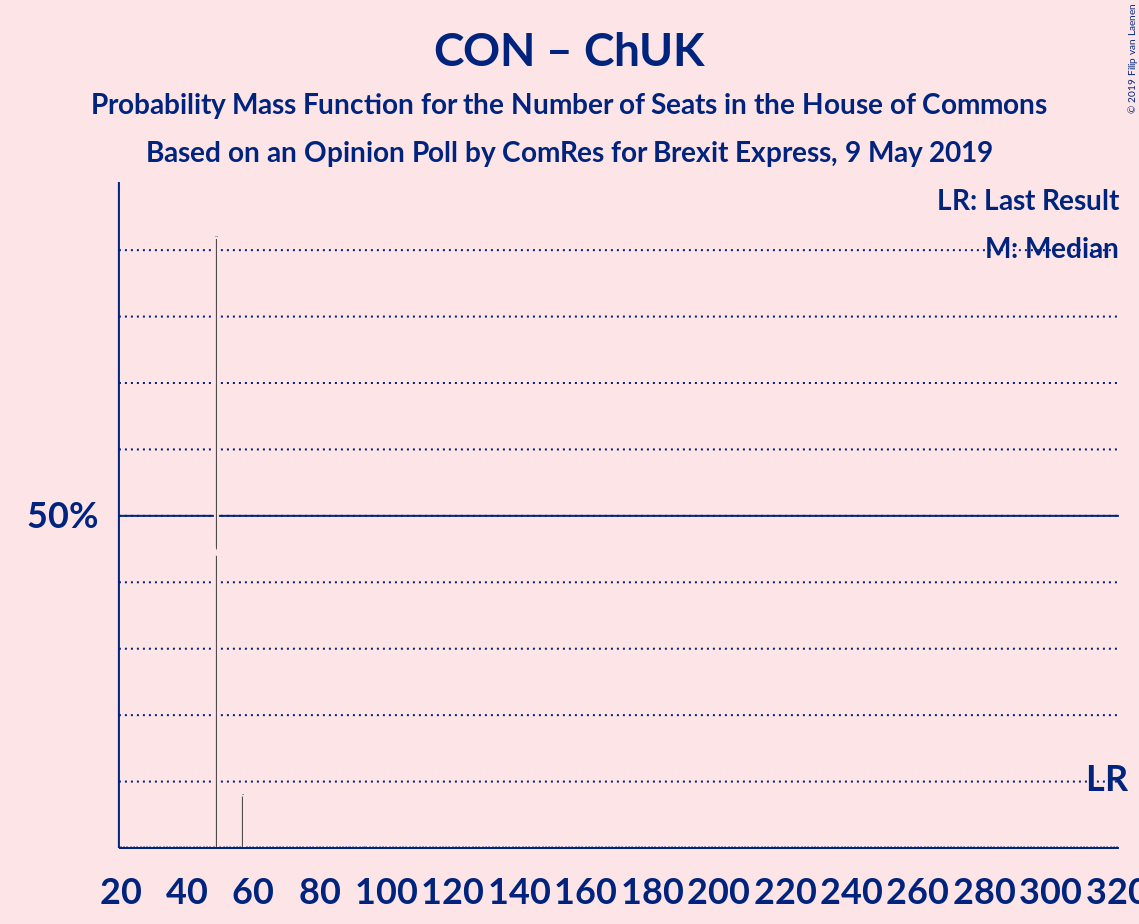 CON – ChUK
Probability Mass Function for the Number of Seats in the House of Commons
Based on an Opinion Poll by ComRes for Brexit Express, 9 May 2019
© 2019 Filip van Laenen
LR: Last Result
M: Median
50%
LR
20 40 60 80 100 120 140 160 180 200 220 240 260 280 300 320